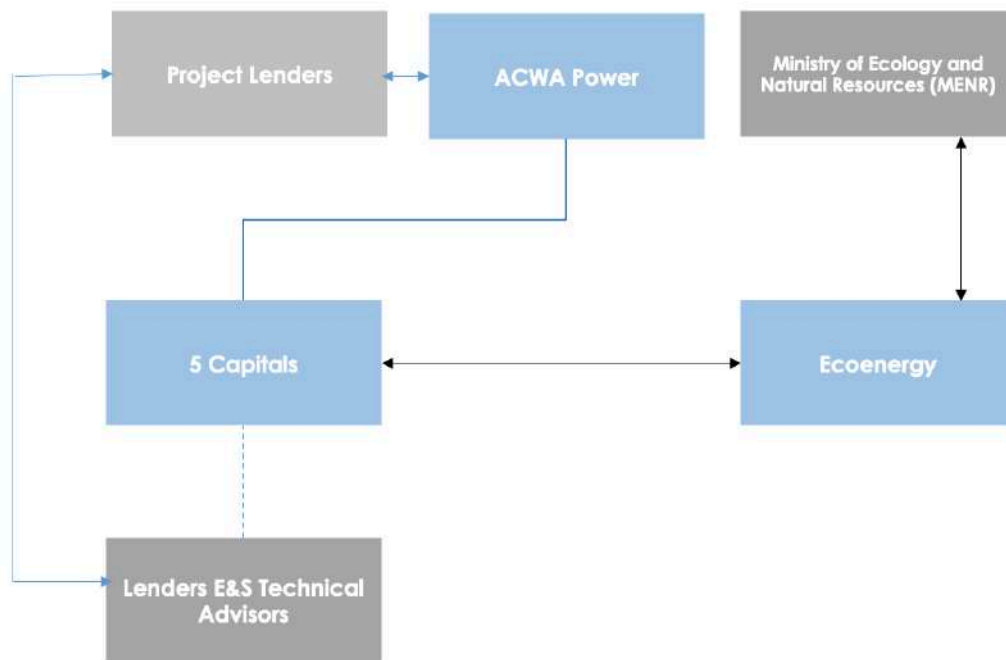 Project Lenders
ACWA Power
Ministry of Ecology and
Natural Resources (MENR)
5 Capitals
Ecoenergy
Lenders E&S Technical
Advisors